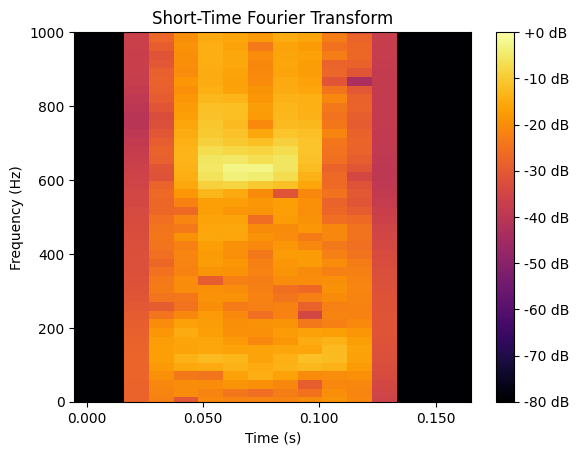 Short-Time Fourier Transform
1000
800
600
400
200
0
Frequency (Hz)
0.000
0.050
0.100
0.150
Time (s)
+0 dB
-10 dB
-20 dB
-30 dB
-40 dB
-50 dB
-60 dB
-70 dB
-80 dB